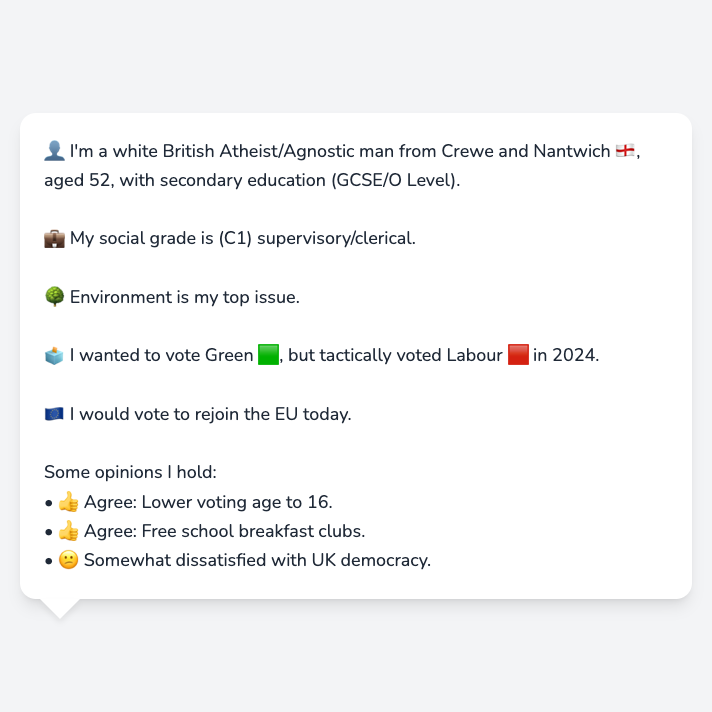 👤 I'm a white British Atheist/Agnostic man from Crewe and Nantwich 🏴󠁧󠁢󠁥󠁮󠁧󠁿,
aged 52, with secondary education (GCSE/O Level).
💼 My social grade is (C1) supervisory/clerical.
🌳 Environment is my top issue.
🗳️ I wanted to vote Green 🟩, but tactically voted Labour 🟥 in 2024.
🇪🇺 I would vote to rejoin the EU today.
Some opinions I hold:
• 👍 Agree: Lower voting age to 16.
• 👍 Agree: Free school breakfast clubs.
• 🙁 Somewhat dissatisfied with UK democracy.